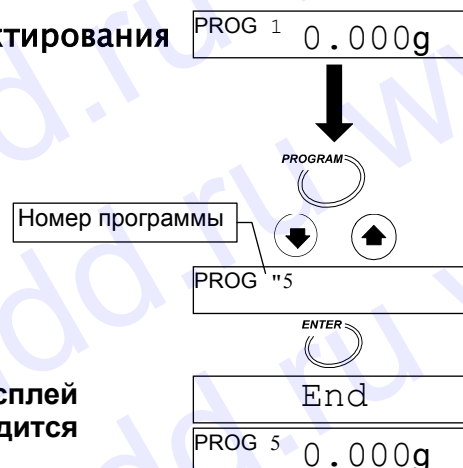 ктирования
PROG 1 0.000g
PROGRAM
Номер программы
PROG "5
ENTER
End
сплей
дится
PROG 5 0.000g